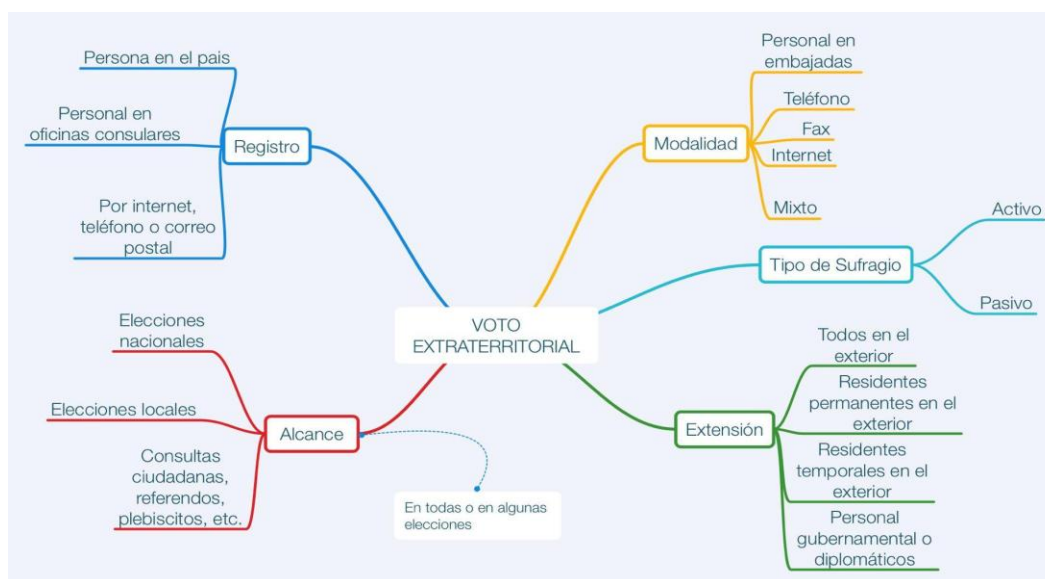 Persona en el pais
Personal en
oficinas consulares
Por internet,
teléfono o correo
postal
Registro
Elecciones
nacionales
Elecciones locales
Consultas
ciudadanas,
referendos,
plebiscitos, etc.
Alcance
En todas o en algunas
elecciones
VOTO
EXTRATERRITORIAL
Modalidad
Personal en
embajadas
Teléfono
Fax
Internet
Mixto
Tipo de Sufragio
Activo
Pasivo
Extensión
Todos en el
exterior
Residentes
permanentes en el
exterior
Residentes
temporales en el
exterior
Personal
gubernamental o
diplomáticos